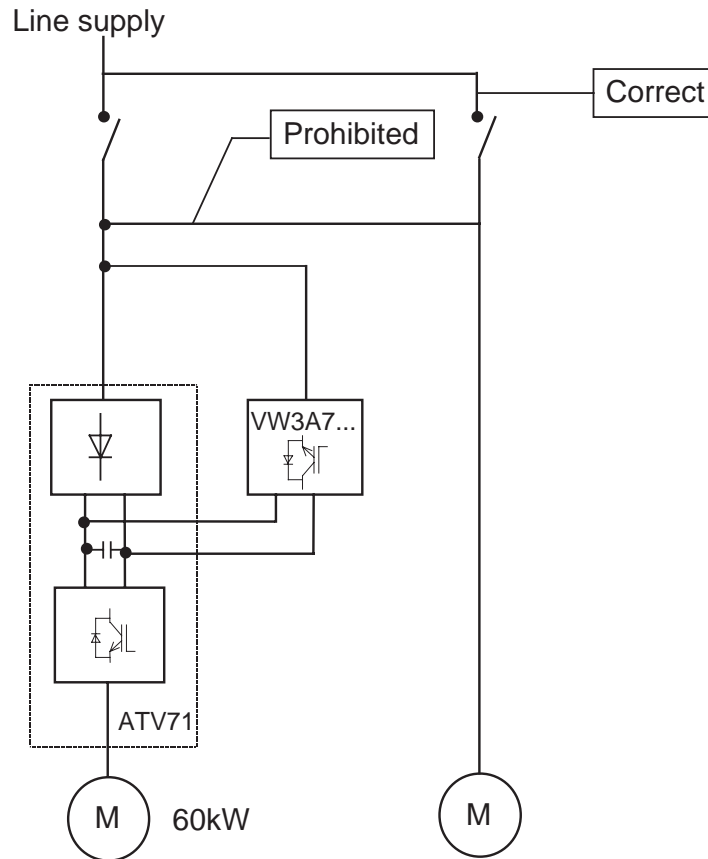 Line supply
Correct
Prohibited
VW3A7...
ATV71
M
60kW
M